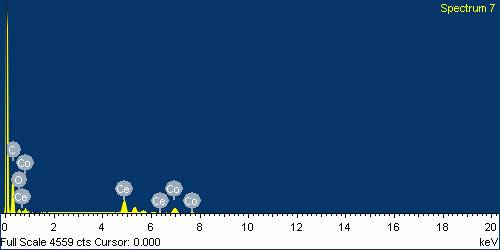 Spectrum 7
C
Co
O
Ce
Ce
Ce
Co
Co
0 2 4 6 8 10 12 14 16 18 20
Full Scale 4559 cts Cursor: 0.000 keV